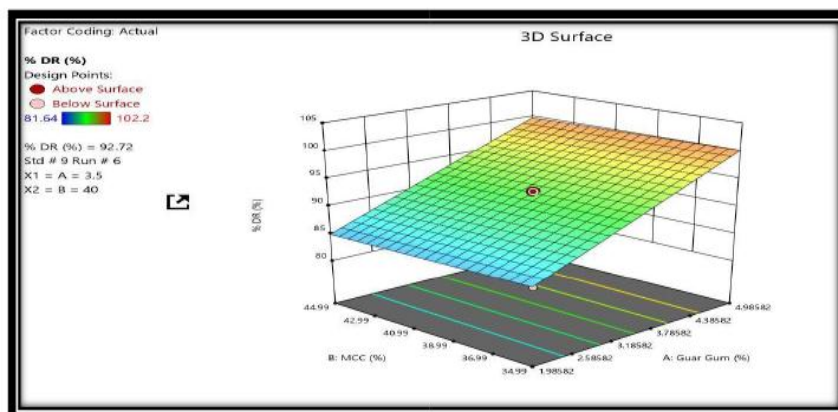 Factor Coding: Actual
3D Surface
% DR (%)
Design Points:
Above Surface
Below Surface
81.64 102.2
% DR (%) = 92.72
Std # 9 Run # 6
X1 = A = 3.5
X2 = B = 40
% DR (%)
105
100
95
90
85
80
44.99
42.99
40.99
38.99
36.99
34.99
B: MCC (%)
4.98582
4.38582
3.78582
3.18582
2.58582
1.98582
A: Guar Gum (%)